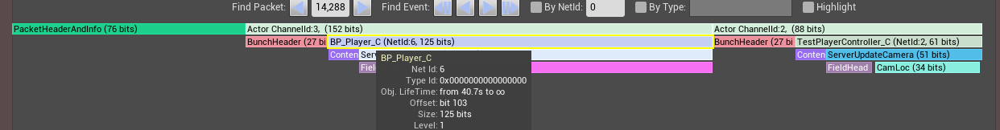 Find Packet: 14,288 Find Event: By NetId: 0 By Type: Highlight
PacketHeaderAndInfo (76 bits) Actor ChannelId:3, (152 bits) Actor ChannelId:2, (88 bits)
BunchHeader (27 bi BP_Player_C (NetId:6, 125 bits) BunchHeader (27 bi TestPlayerController_C (NetId:2, 61 bits)
Conten Ser Conten ServerUpdateCamera (51 bits)
Fiel FieldHead CamLoc (34 bits)
BP_Player_C
Net Id: 6
Type Id: 0x0000000000000000
Obj. LifeTime: from 40.7s to ∞
Offset: bit 103
Size: 125 bits
Level: 1